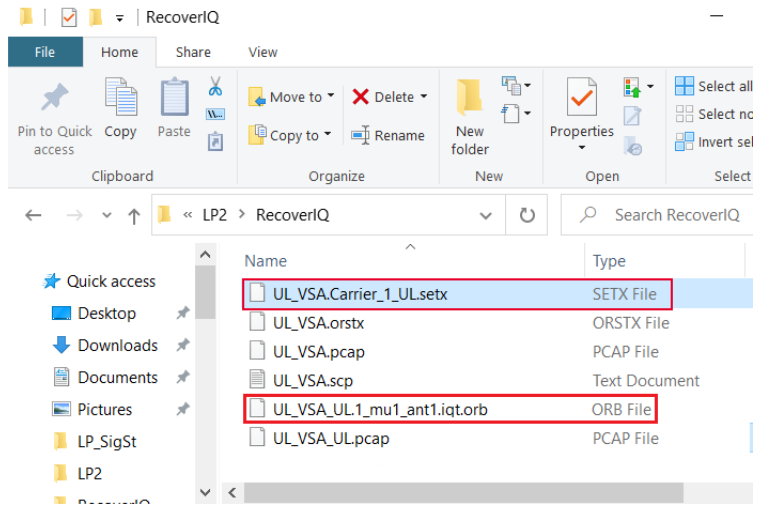 RecoverIQ
File Home Share View
Pin to Quick access Copy Paste W... Move to Delete New folder Properties Select all
Copy to Rename Select no
Invert sel
Clipboard Organize New Open Select
« LP2 > RecoverIQ Search RecoverIQ
Name Type
Quick access
UL_VSA.Carrier_1_UL.setx SETX File
Desktop UL_VSA.orstx ORSTX File
Downloads UL_VSA.pcap PCAP File
Documents UL_VSA.scp Text Document
Pictures UL_VSA_UL.1_mu1_ant1.iqt.orb ORB File
LP_SigSt UL_VSA_UL.pcap PCAP File
LP2
RecoverIQ